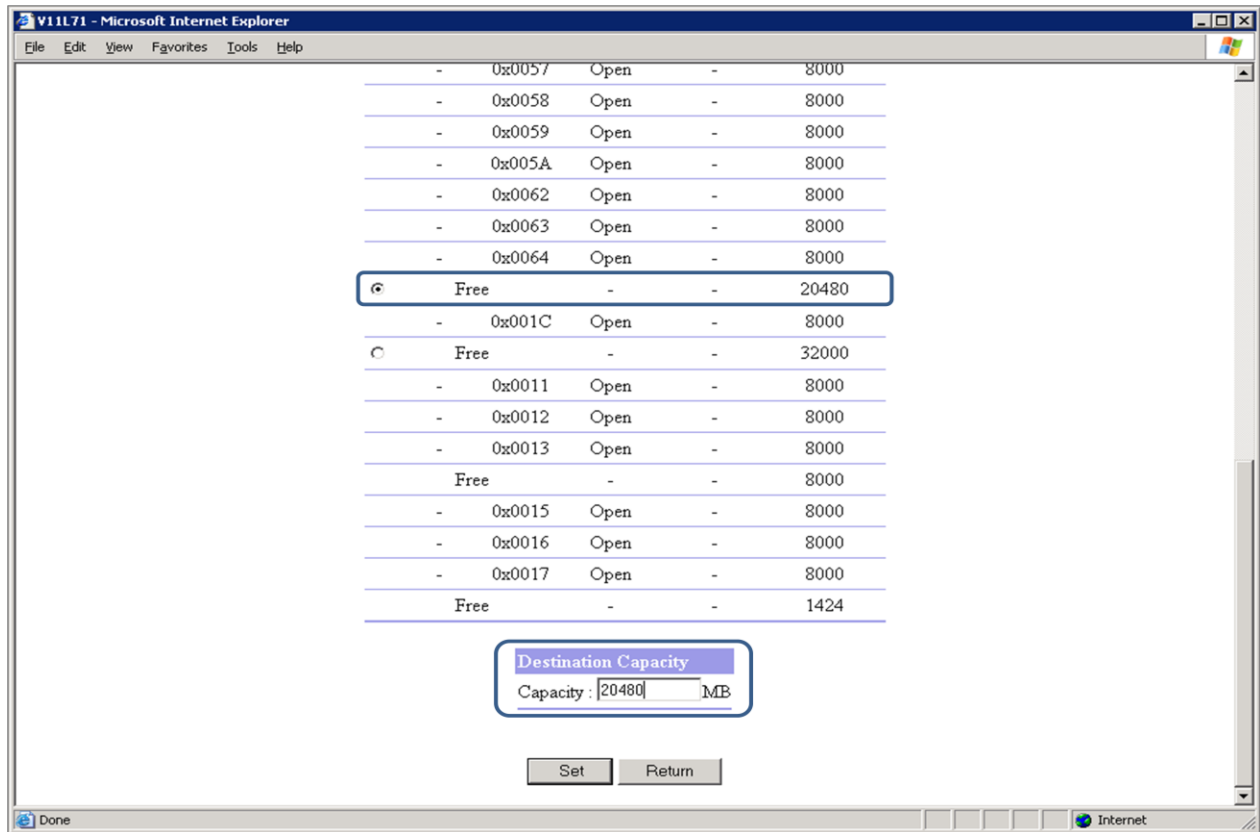 V11L71 - Microsoft Internet Explorer
File Edit View Favorites Tools Help
- 0x0057 Open - 8000
- 0x0058 Open - 8000
- 0x0059 Open - 8000
- 0x005A Open - 8000
- 0x0062 Open - 8000
- 0x0063 Open - 8000
- 0x0064 Open - 8000
Free - - 20480
- 0x001C Open - 8000
Free - - 32000
- 0x0011 Open - 8000
- 0x0012 Open - 8000
- 0x0013 Open - 8000
Free - - 8000
- 0x0015 Open - 8000
- 0x0016 Open - 8000
- 0x0017 Open - 8000
Free - - 1424
Destination Capacity
Capacity : 20480 MB
Set Return
Done Internet